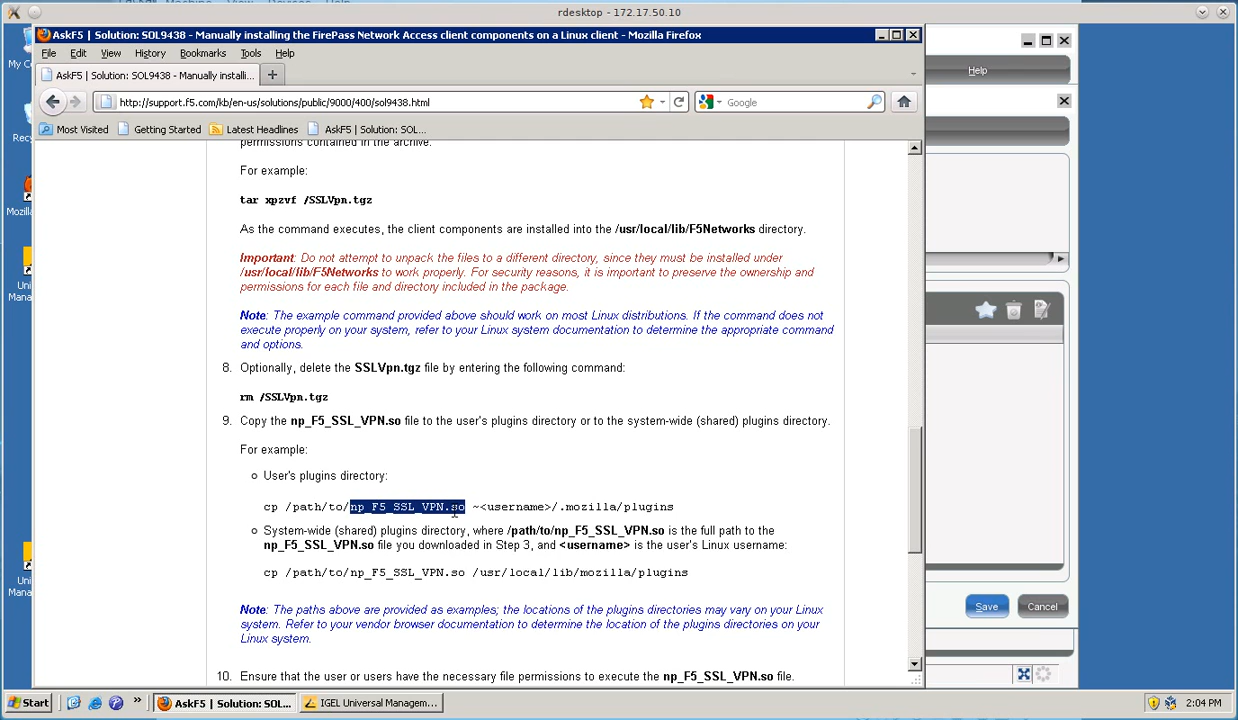 rdesktop - 172.17.50.10
AskF5 | Solution: SOL9438 - Manually installing the FirePass Network Access client components on a Linux client - Mozilla Firefox
File Edit View History Bookmarks Tools Help
AskF5 | Solution: SOL9438 - Manually installi...
Help
http://support.f5.com/kb/en-us/solutions/public/9000/400/sol9438.html
Google
Most Visited Getting Started Latest Headlines AskF5 | Solution: SOL...
permissions contained in the archive.
For example:
tar xpzvf /SSLVpn.tgz
As the command executes, the client components are installed into the /usr/local/lib/F5Networks directory.
Important: Do not attempt to unpack the files to a different directory, since they must be installed under
/usr/local/lib/F5Networks to work properly. For security reasons, it is important to preserve the ownership and
permissions for each file and directory included in the package.
Note: The example command provided above should work on most Linux distributions. If the command does not
execute properly on your system, refer to your Linux system documentation to determine the appropriate command
and options.
8. Optionally, delete the SSLVpn.tgz file by entering the following command:
rm /SSLVpn.tgz
9. Copy the np_F5_SSL_VPN.so file to the user's plugins directory or to the system-wide (shared) plugins directory.
For example:
User's plugins directory:
cp /path/to/np_F5_SSL_VPN.so ~<username>/.mozilla/plugins
System-wide (shared) plugins directory, where /path/to/np_F5_SSL_VPN.so is the full path to the
np_F5_SSL_VPN.so file you downloaded in Step 3, and <username> is the user's Linux username:
cp /path/to/np_F5_SSL_VPN.so /usr/local/lib/mozilla/plugins
Note: The paths above are provided as examples; the locations of the plugins directories may vary on your Linux
system. Refer to your vendor browser documentation to determine the location of the plugins directories on your
Linux system.
10. Ensure that the user or users have the necessary file permissions to execute the np_F5_SSL_VPN.so file.
My C
Recy
Mozil
Uni
Mana
Uni
Mana
Save Cancel
Start
AskF5 | Solution: SOL...
IGEL Universal Managem...
2:04 PM